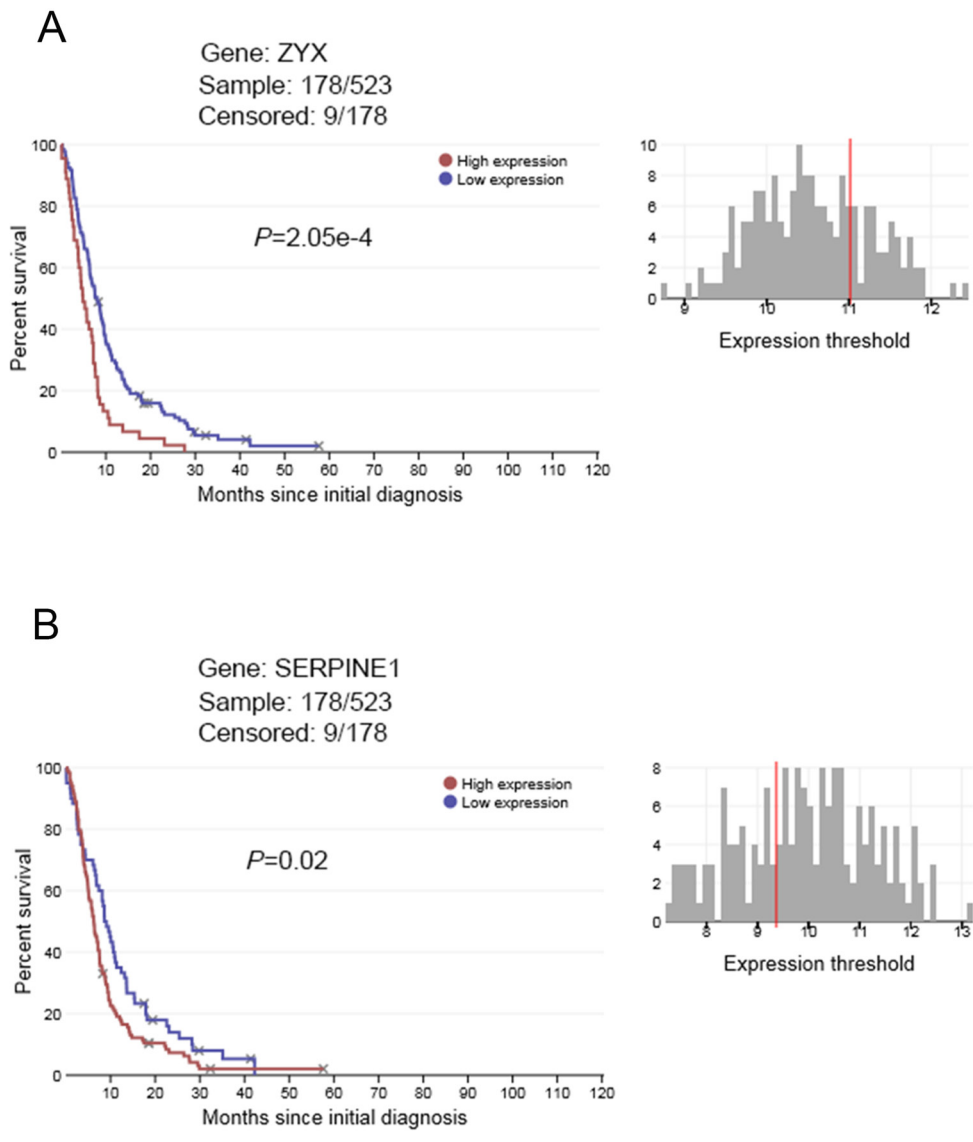 A
Gene: ZYX
Sample: 178/523
Censored: 9/178
100
80
60
40
20
0
Percent survival
High expression
Low expression
P=2.05e-4
10 20 30 40 50 60 70 80 90 100 110 120
Months since initial diagnosis
10
8
6
4
2
0
9 10 11 12
Expression threshold
B
Gene: SERPINE1
Sample: 178/523
Censored: 9/178
100
80
60
40
20
0
Percent survival
High expression
Low expression
P=0.02
10 20 30 40 50 60 70 80 90 100 110 120
Months since initial diagnosis
8
6
4
2
0
8 9 10 11 12 13
Expression threshold